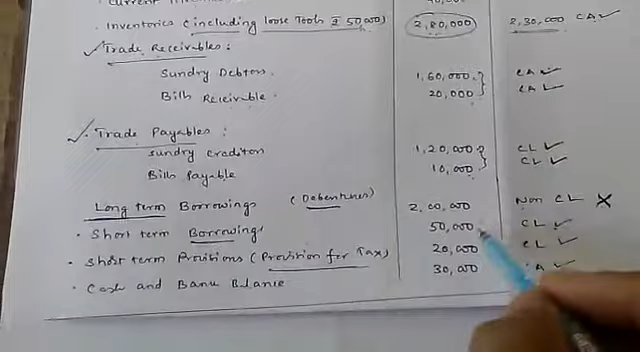 Inventories (including loose Tools ₹ 50,000) 2,80,000 2,30,000 CA ✓
✓ Trade Receivables :
Sundry Debtors 1,60,000 CA ✓
Bills Receivable 20,000 CA ✓
✓ Trade Payables :
Sundry Creditors 1,20,000 CL ✓
Bills Payable 10,000 CL ✓
Long term Borrowings (Debentures) 2,00,000 Non CL X
• Short term Borrowings 50,000 CL ✓
• Short term Provisions (Provision for Tax) 20,000 CL ✓
• Cash and Bank Balance 30,000 A ✓